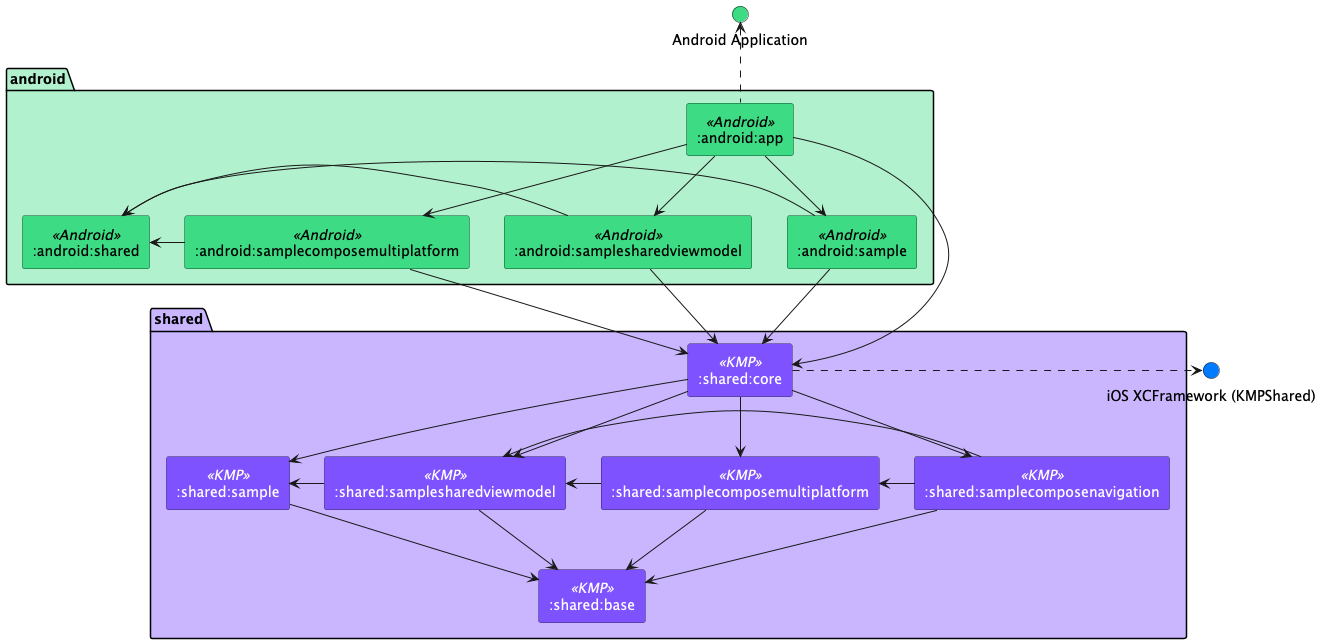 Android Application
android
«Android»
:android:app
«Android»
:android:shared
«Android»
:android:samplecomposemultiplatform
«Android»
:android:samplesharedviewmodel
«Android»
:android:sample
shared
«KMP»
:shared:core
iOS XCFramework (KMPShared)
«KMP»
:shared:sample
«KMP»
:shared:samplesharedviewmodel
«KMP»
:shared:samplecomposemultiplatform
«KMP»
:shared:samplecomposenavigation
«KMP»
:shared:base